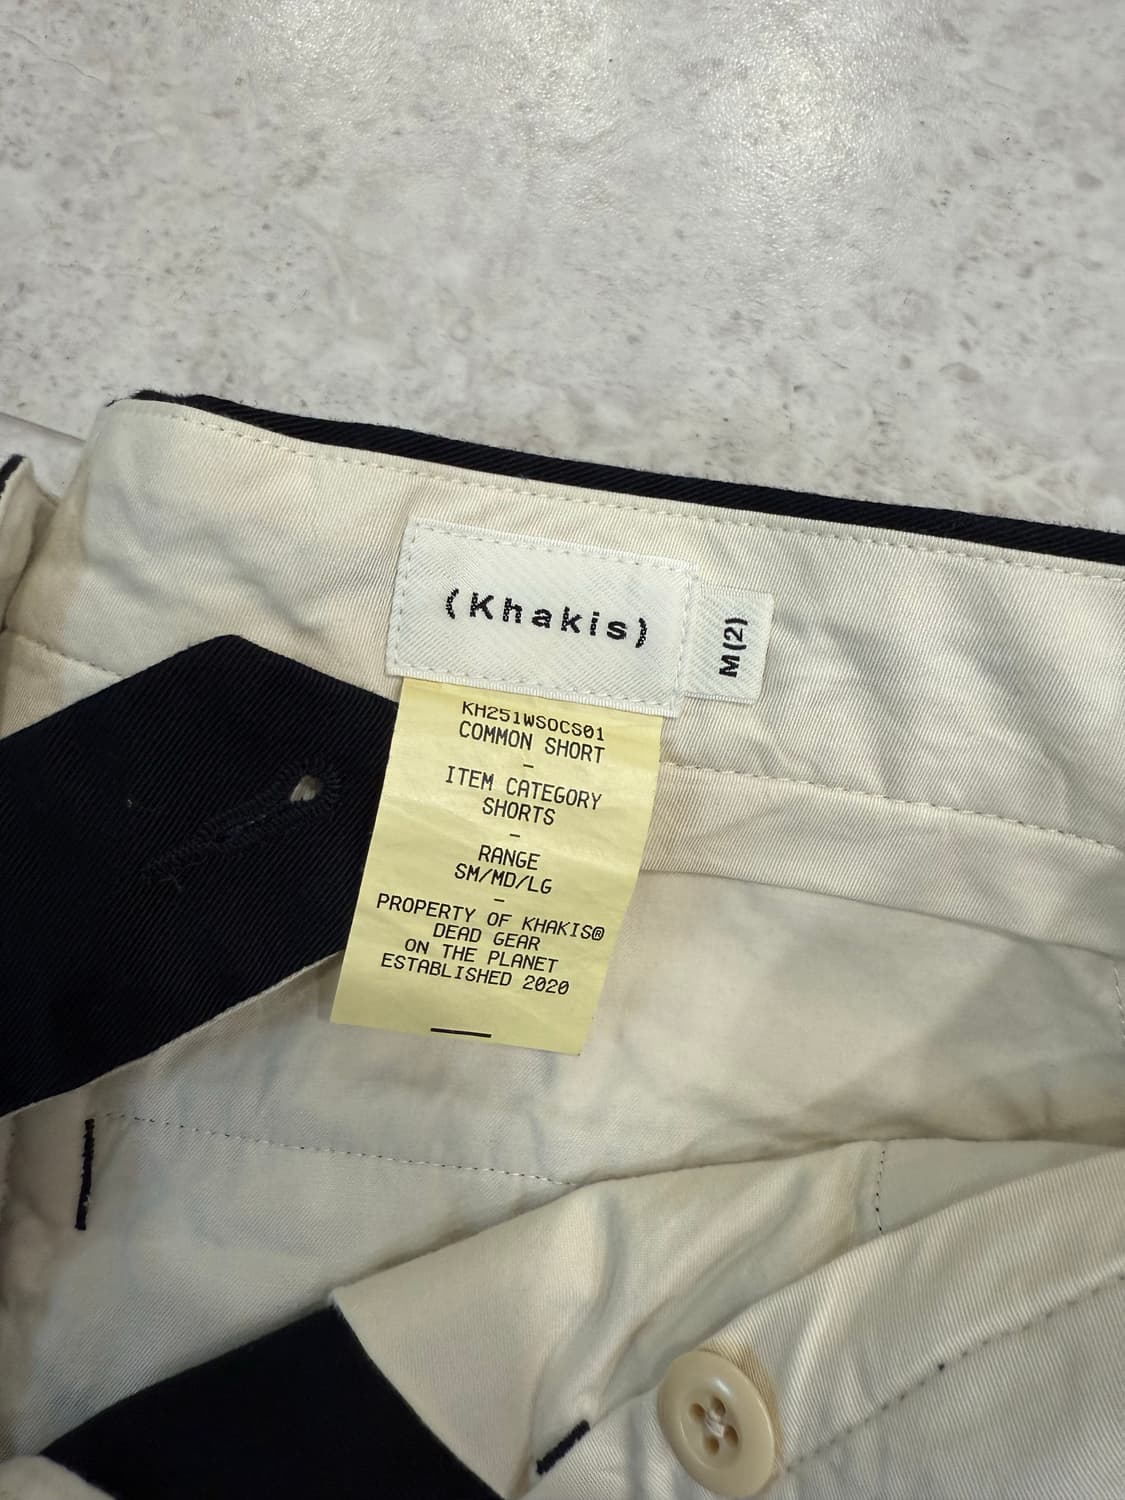 (Khakis)
M(2)
KH251WSOCS01
COMMON SHORT
–
ITEM CATEGORY
SHORTS
–
RANGE
SM/MD/LG
–
PROPERTY OF KHAKIS®
DEAD GEAR
ON THE PLANET
ESTABLISHED 2020